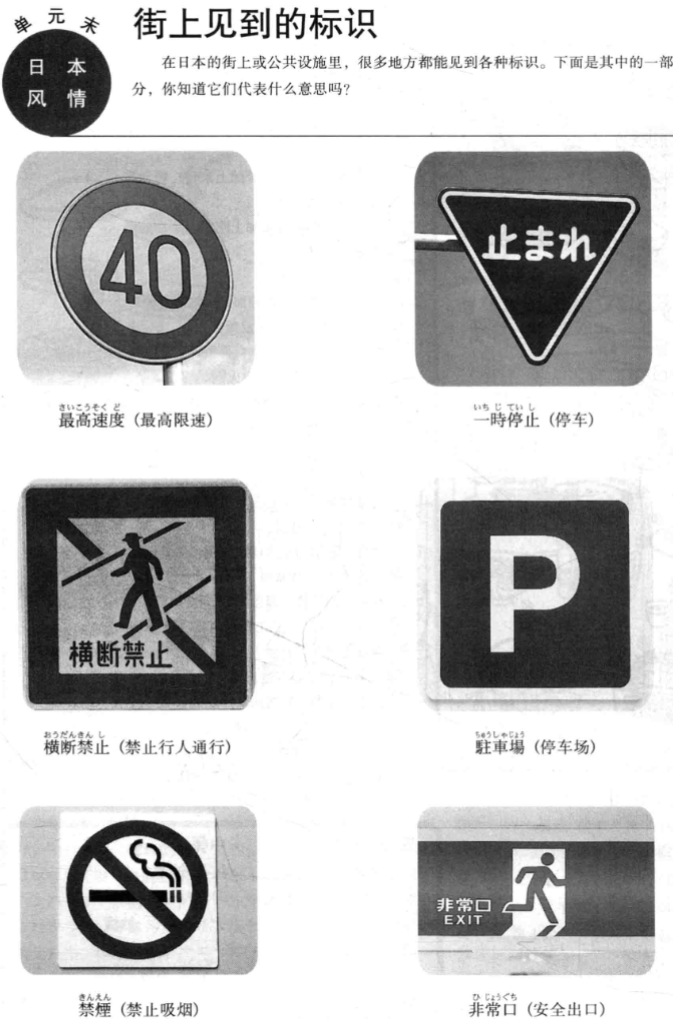 单元末
日本
风情
街上见到的标识
在日本的街上或公共设施里，很多地方都能见到各种标识。下面是其中的一部
分，你知道它们代表什么意思吗？
40
止まれ
さいこうそくど
最高速度（最高限速）
いちじていし
一時停止（停车）
横断禁止
P
おうだんきんし
横断禁止（禁止行人通行）
ちゅうしゃじょう
駐車場（停车场）
非常口
EXIT
きんえん
禁煙（禁止吸烟）
ひじょうぐち
非常口（安全出口）